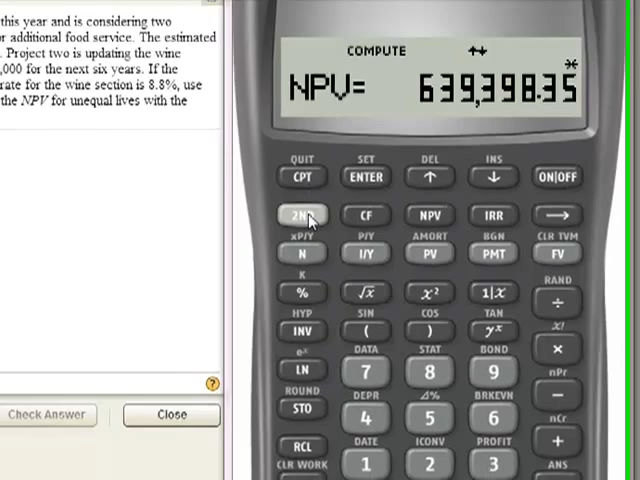 this year and is considering two
r additional food service. The estimated
. Project two is updating the wine
,000 for the next six years. If the
rate for the wine section is 8.8%, use
the NPV for unequal lives with the
?
Check Answer
Close
COMPUTE
NPV= 639,398.35
QUIT SET DEL INS
CPT ENTER ↑ ↓ ON|OFF
2ND CF NPV IRR →
xP/Y P/Y AMORT BGN CLR TVM
N I/Y PV PMT FV
K RAND
% √x x² 1|X ÷
HYP SIN COS TAN x!
INV ( ) yˣ ×
eˣ DATA STAT BOND nPr
LN 7 8 9 −
ROUND DEPR Δ% BRKEVN nCr
STO 4 5 6 +
DATE ICONV PROFIT ANS
RCL 1 2 3
CLR WORK